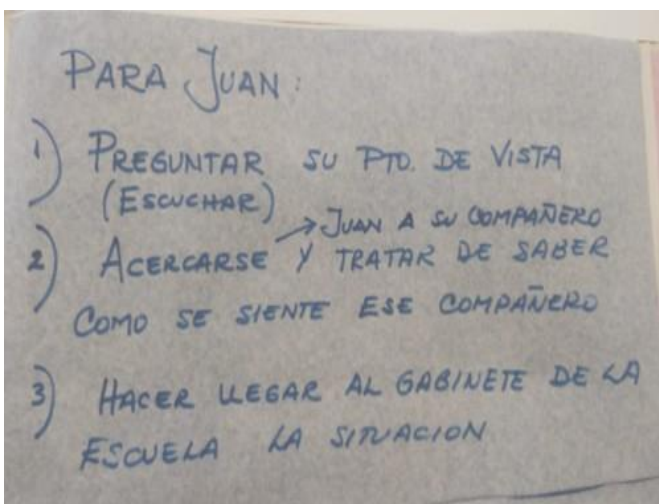 PARA JUAN:
1) PREGUNTAR SU PTO. DE VISTA
(ESCUCHAR)
→ JUAN A SU COMPAÑERO
2) ACERCARSE Y TRATAR DE SABER
COMO SE SIENTE ESE COMPAÑERO
3) HACER LLEGAR AL GABINETE DE LA
ESCUELA LA SITUACION